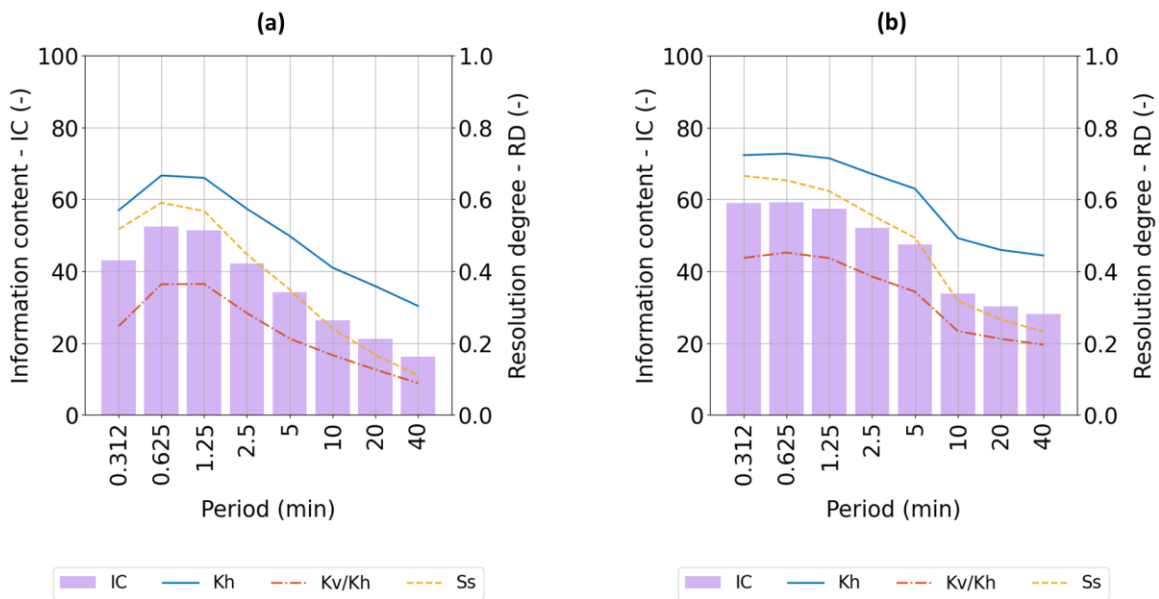 (a)
100
80
60
40
20
0
Information content - IC (-)
1.0
0.8
0.6
0.4
0.2
0.0
Resolution degree - RD (-)
0.312
0.625
1.25
2.5
5
10
20
40
Period (min)
IC
Kh
Kv/Kh
Ss
(b)
100
80
60
40
20
0
Information content - IC (-)
1.0
0.8
0.6
0.4
0.2
0.0
Resolution degree - RD (-)
0.312
0.625
1.25
2.5
5
10
20
40
Period (min)
IC
Kh
Kv/Kh
Ss